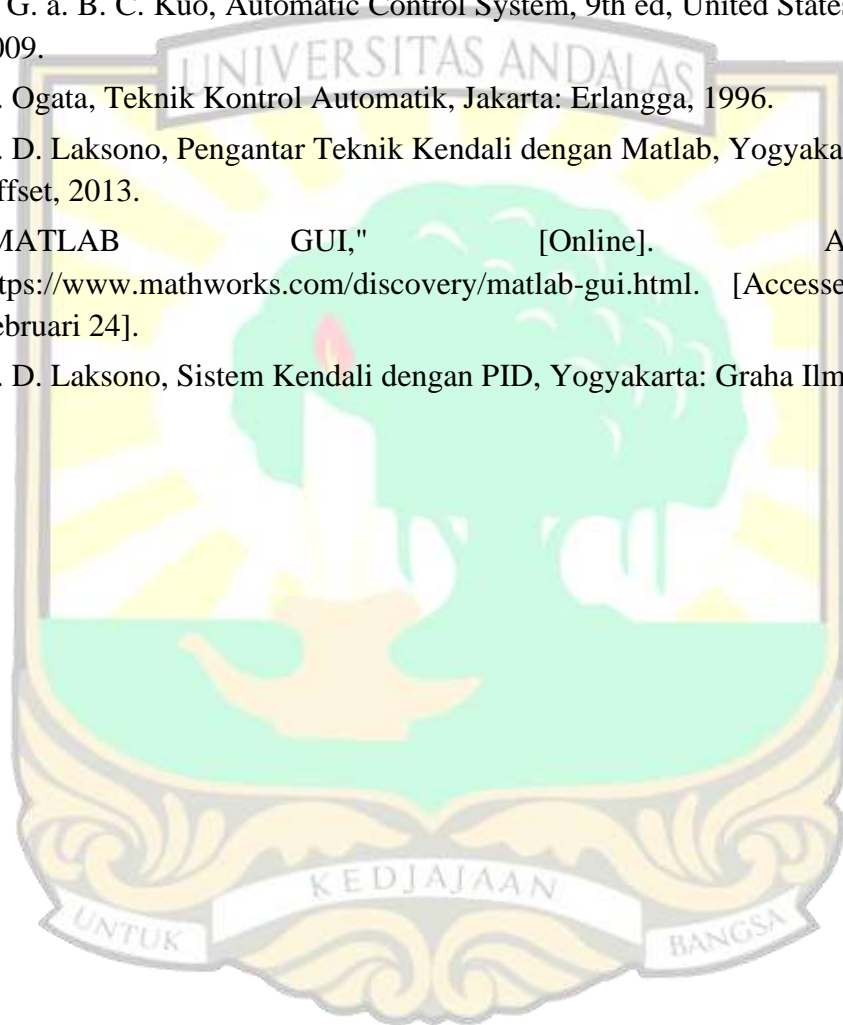 G. a. B. C. Kuo, Automatic Control System, 9th ed, United States
009.
UNIVERSITAS ANDALAS
. Ogata, Teknik Kontrol Automatik, Jakarta: Erlangga, 1996.
. D. Laksono, Pengantar Teknik Kendali dengan Matlab, Yogyaka
ffset, 2013.
MATLAB GUI," [Online]. A
tps://www.mathworks.com/discovery/matlab-gui.html. [Accesse
ebruari 24].
. D. Laksono, Sistem Kendali dengan PID, Yogyakarta: Graha Ilm
UNTUK KEDJAJAAN BANGSA